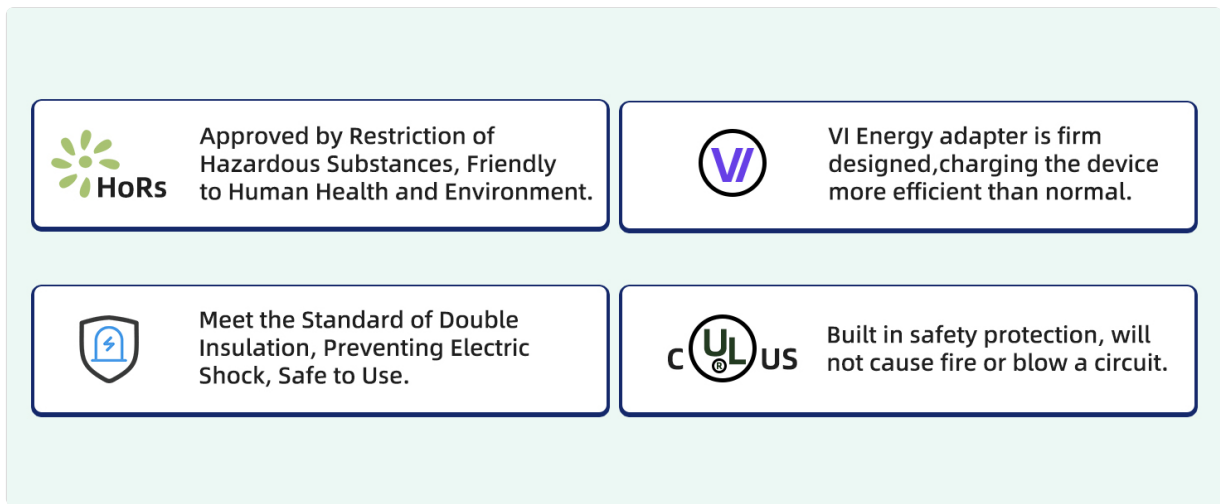 HoRs
Approved by Restriction of
Hazardous Substances, Friendly
to Human Health and Environment.
VI
VI Energy adapter is firm
designed,charging the device
more efficient than normal.
Meet the Standard of Double
Insulation, Preventing Electric
Shock, Safe to Use.
C UL® US
Built in safety protection, will
not cause fire or blow a circuit.